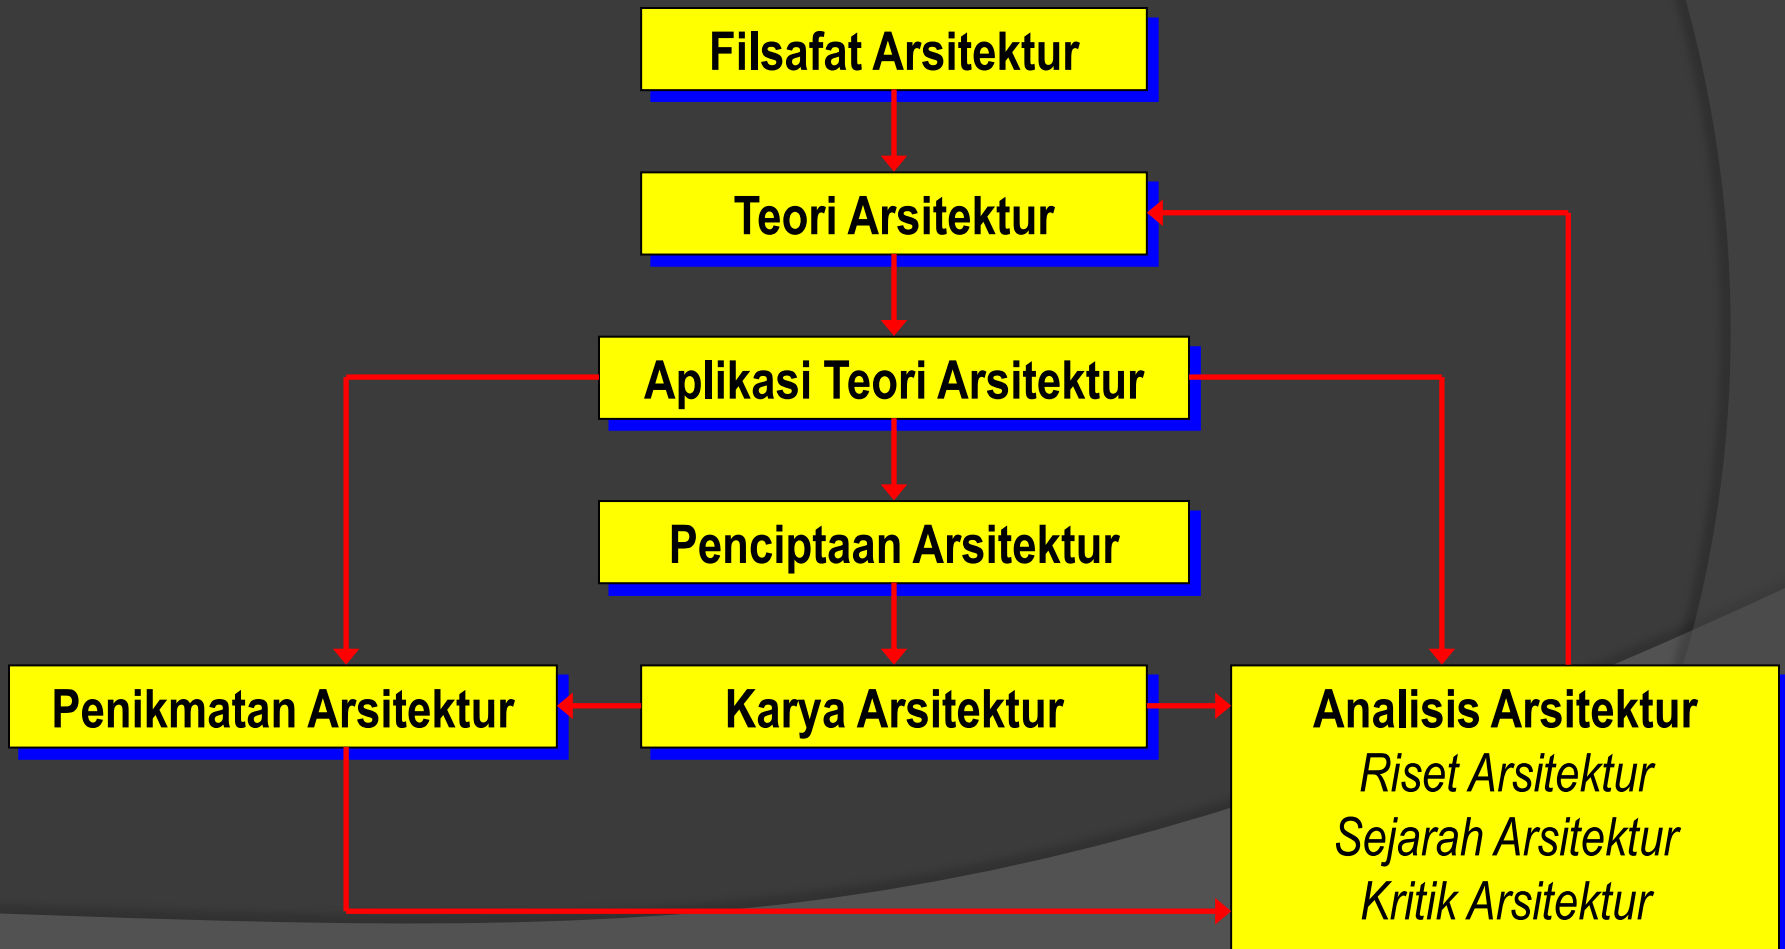 Filsafat Arsitektur
Teori Arsitektur
Aplikasi Teori Arsitektur
Penciptaan Arsitektur
Penikmatan Arsitektur
Karya Arsitektur
Analisis Arsitektur
Riset Arsitektur
Sejarah Arsitektur
Kritik Arsitektur